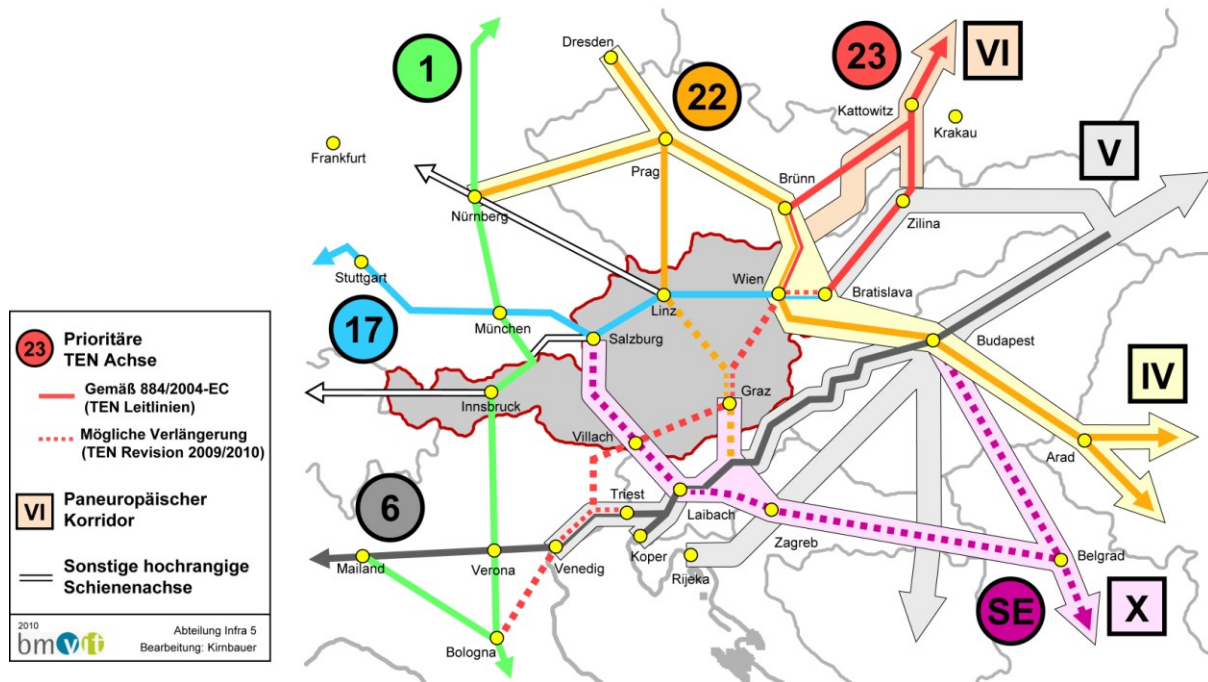 1
Dresden
22
23
VI
Kattowitz
Krakau
V
Frankfurt
Prag
Brünn
Nürnberg
Zilina
Stuttgart
Wien
Bratislava
Linz
17
München
Salzburg
Budapest
IV
Innsbruck
Graz
Villach
Arad
6
Triest
Laibach
Koper
Zagreb
Mailand
Verona
Venedig
Rijeka
Belgrad
SE
X
Bologna
23
Prioritäre
TEN Achse
Gemäß 884/2004-EC
(TEN Leitlinien)
Mögliche Verlängerung
(TEN Revision 2009/2010)
VI
Paneuropäischer
Korridor
Sonstige hochrangige
Schienenachse
2010
bmvit
Abteilung Infra 5
Bearbeitung: Kirnbauer